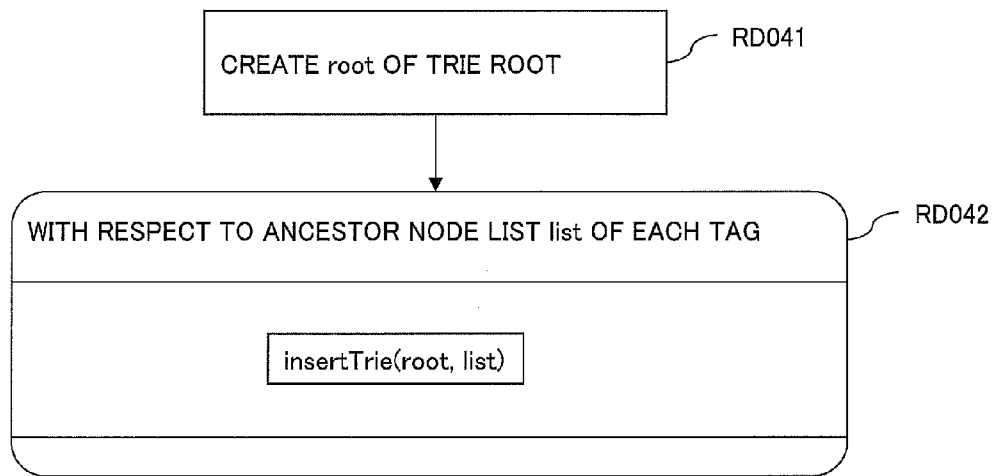 CREATE root OF TRIE ROOT
RD041
WITH RESPECT TO ANCESTOR NODE LIST list OF EACH TAG
RD042
insertTrie(root, list)